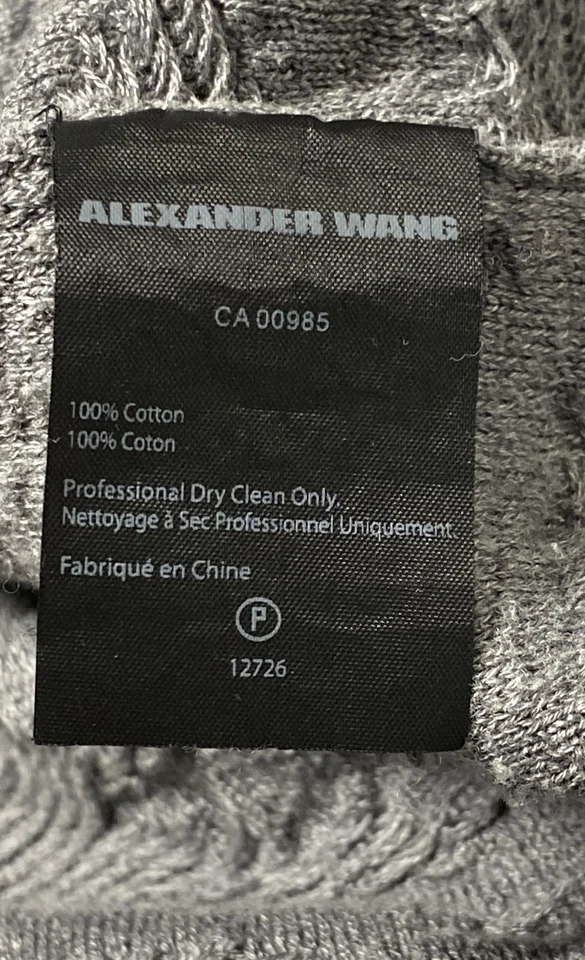 ALEXANDER WANG
CA 00985
100% Cotton
100% Coton
Professional Dry Clean Only.
Nettoyage à Sec Professionnel Uniquement.
Fabriqué en Chine
P
12726